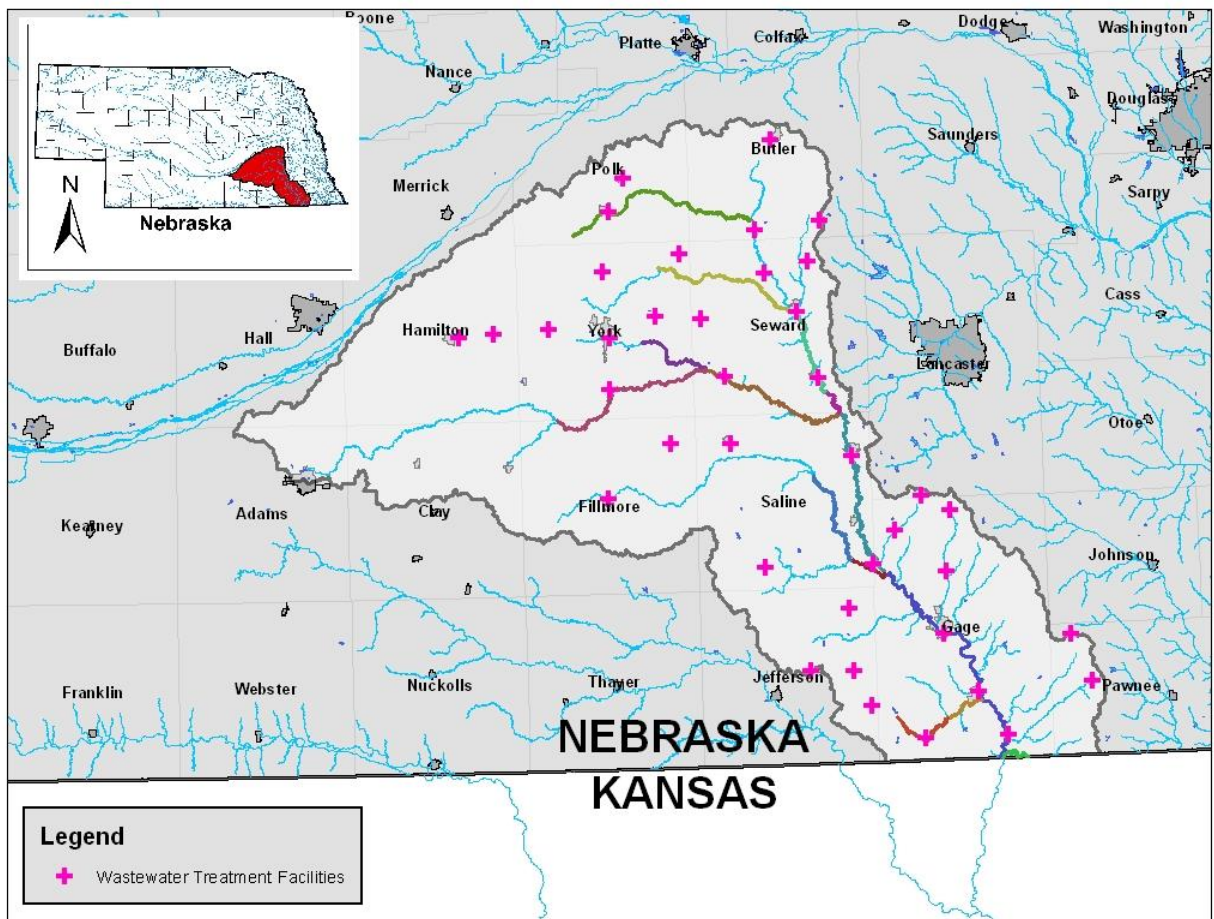 Boone
Dodge
Washington
Colfax
Platte
Nance
Douglas
Saunders
Butler
Polk
Merrick
Sarpy
N
Nebraska
Cass
Hamilton
York
Seward
Hall
Buffalo
Lancaster
Otoe
Saline
Fillmore
Adams
Clay
Kearney
Johnson
Gage
Franklin
Webster
Nuckolls
Thayer
Jefferson
Pawnee
NEBRASKA
KANSAS
Legend
Wastewater Treatment Facilities